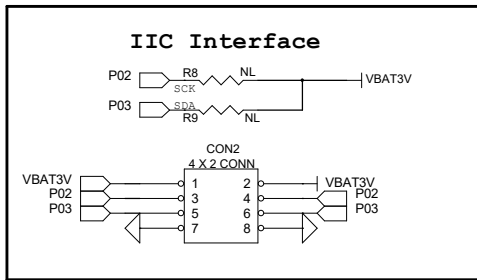 IIC Interface
P02 R8 NL VBAT3V
SCK
P03 SDA
R9 NL
CON2
4 X 2 CONN
VBAT3V 1 2 VBAT3V
P02 3 4 P02
P03 5 6 P03
7 8